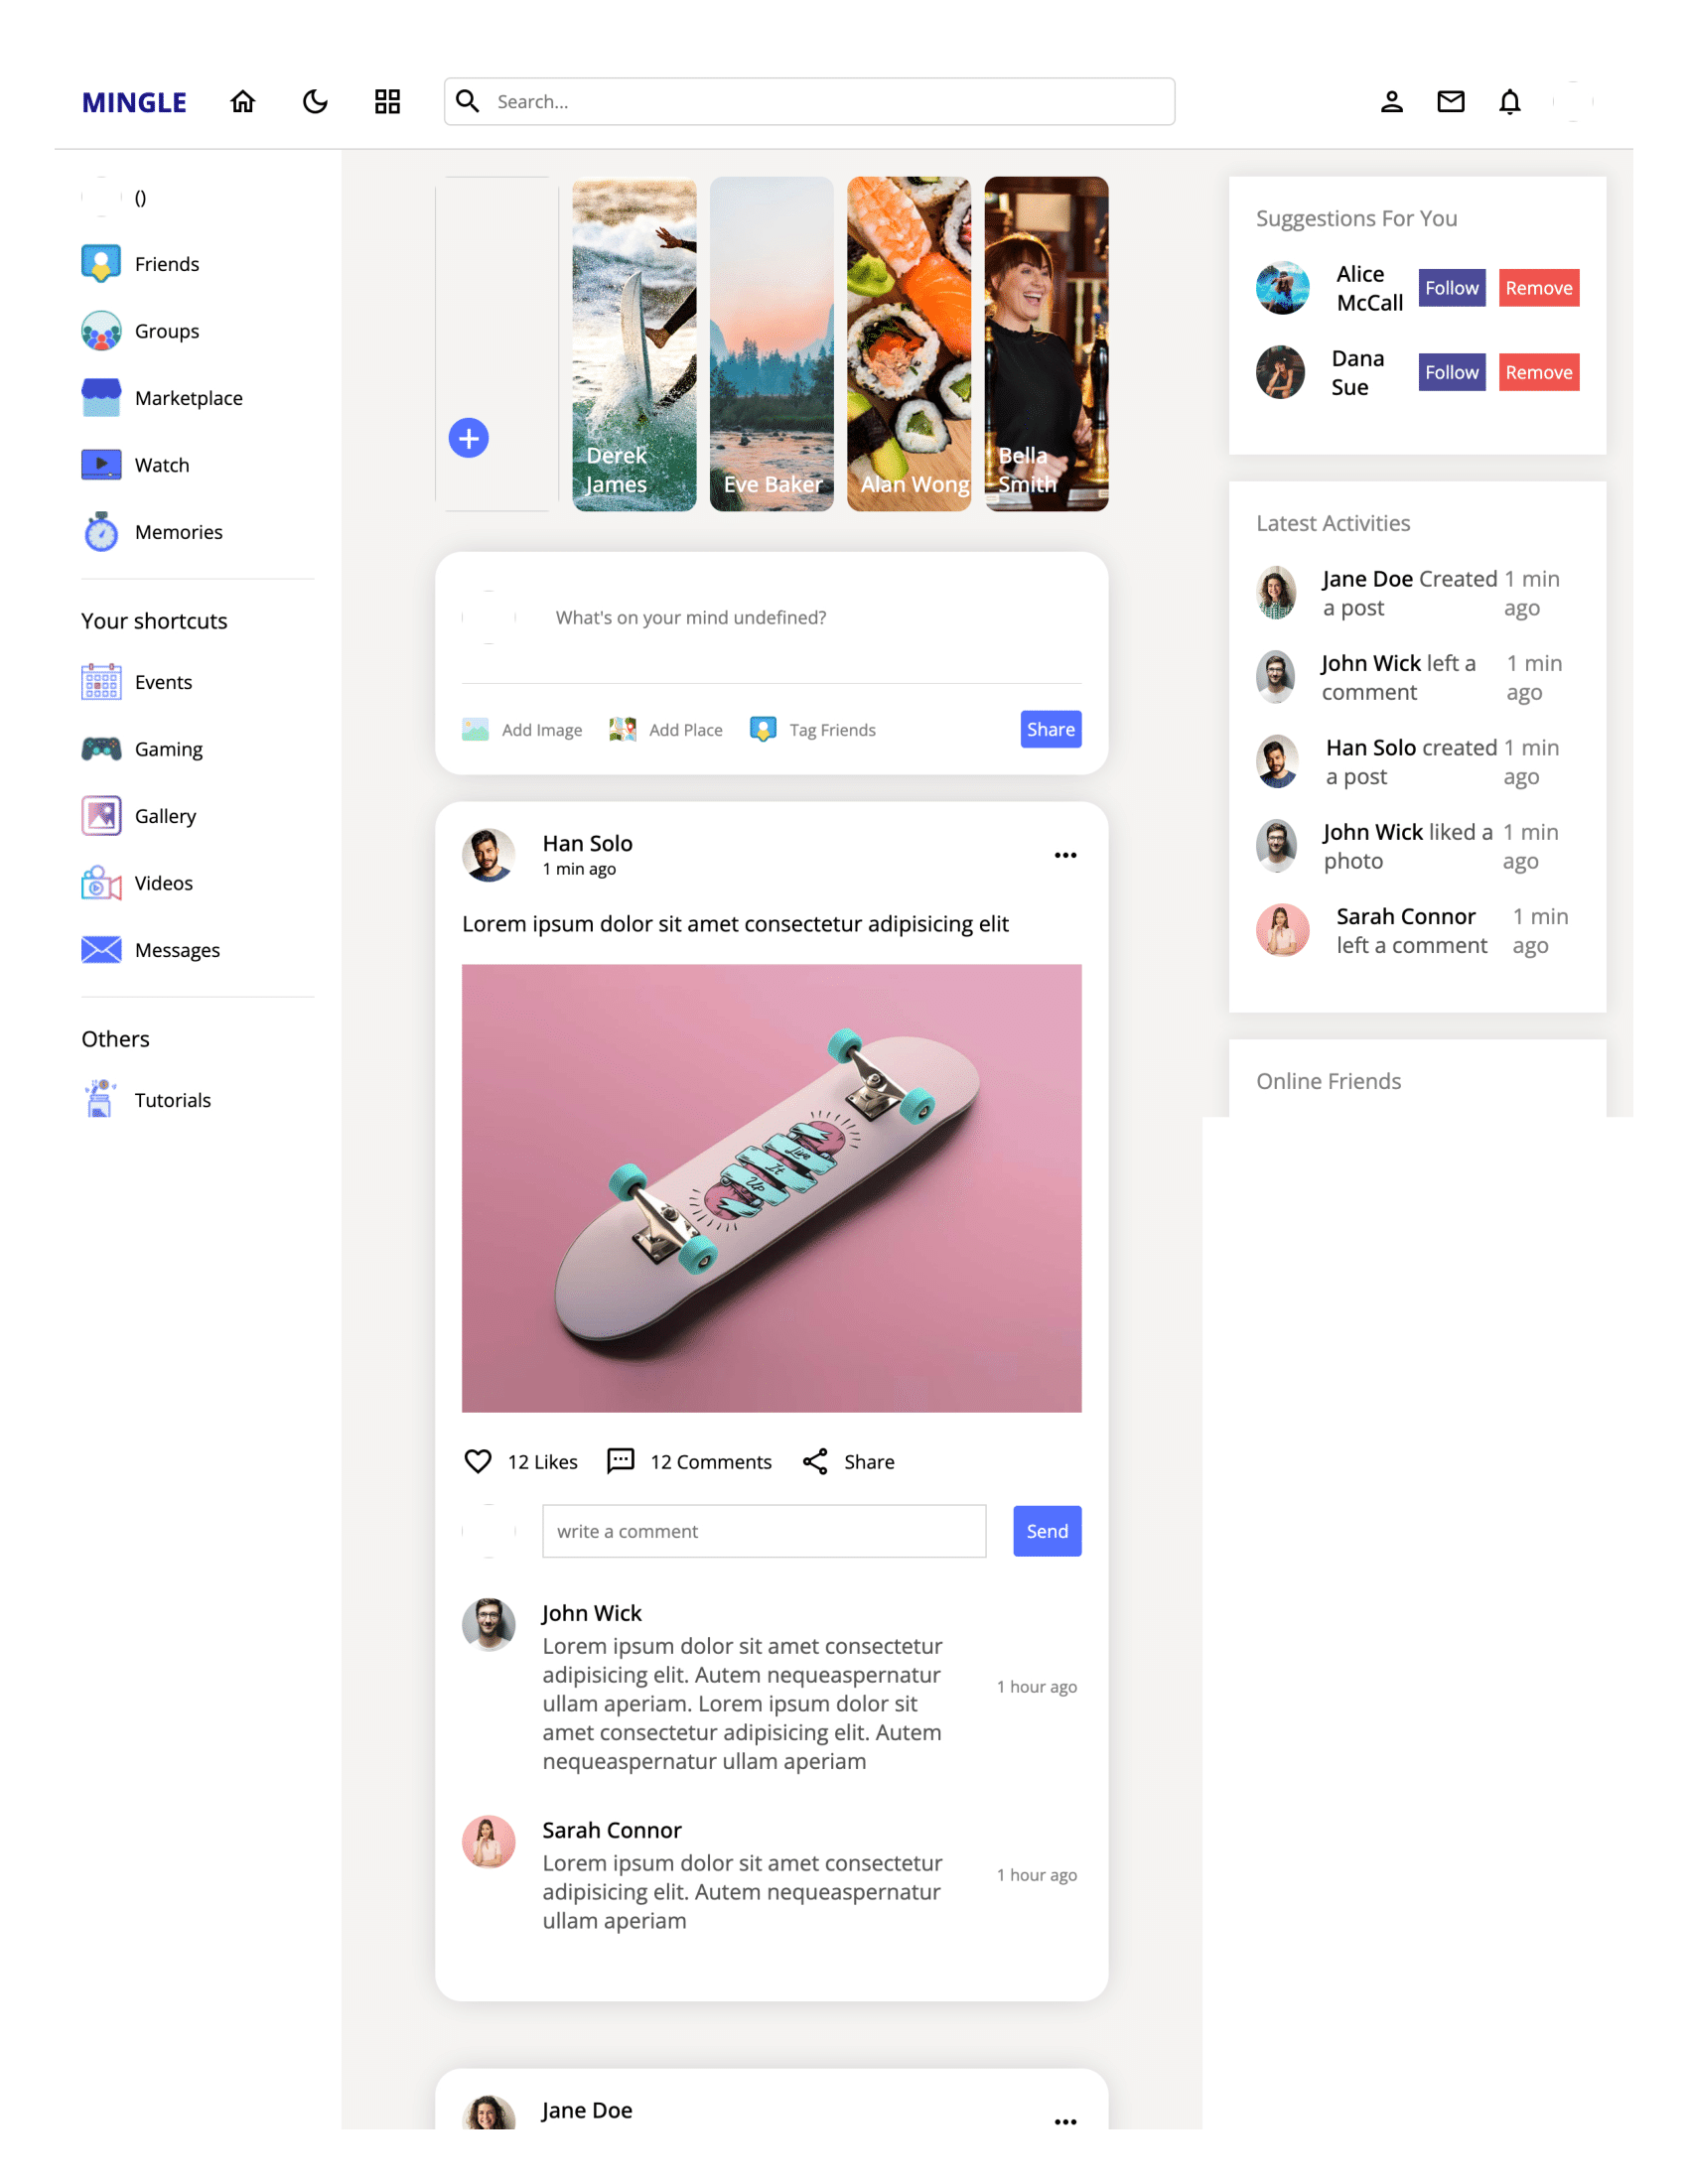 MINGLE
Search...
()
Friends
Groups
Marketplace
Watch
Memories
Your shortcuts
Events
Gaming
Gallery
Videos
Messages
Others
Tutorials
Derek
James
Eve Baker
Alan Wong
Bella
Smith
What's on your mind undefined?
Add Image
Add Place
Tag Friends
Share
Han Solo
1 min ago
Lorem ipsum dolor sit amet consectetur adipisicing elit
Live
It
Up
12 Likes
12 Comments
Share
write a comment
Send
John Wick
Lorem ipsum dolor sit amet consectetur
adipisicing elit. Autem nequeaspernatur
ullam aperiam. Lorem ipsum dolor sit
amet consectetur adipisicing elit. Autem
nequeaspernatur ullam aperiam
1 hour ago
Sarah Connor
Lorem ipsum dolor sit amet consectetur
adipisicing elit. Autem nequeaspernatur
ullam aperiam
1 hour ago
Jane Doe
Suggestions For You
Alice
McCall
Follow
Remove
Dana
Sue
Follow
Remove
Latest Activities
Jane Doe Created
a post
1 min
ago
John Wick left a
comment
1 min
ago
Han Solo created
a post
1 min
ago
John Wick liked a
photo
1 min
ago
Sarah Connor
left a comment
1 min
ago
Online Friends